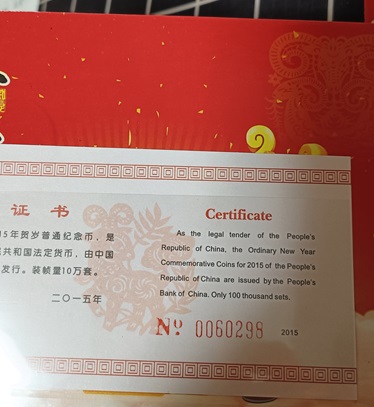 证书
5年贺岁普通纪念币，是
共和国法定货币，由中国
发行。装帧量10万套。
二〇一五年
Certificate
As the legal tender of the People's
Republic of China, the Ordinary New Year
Commemorative Coins for 2015 of the People's
Republic of China are issued by the People's
Bank of China. Only 100 thousand sets.
Nº 0060298 2015